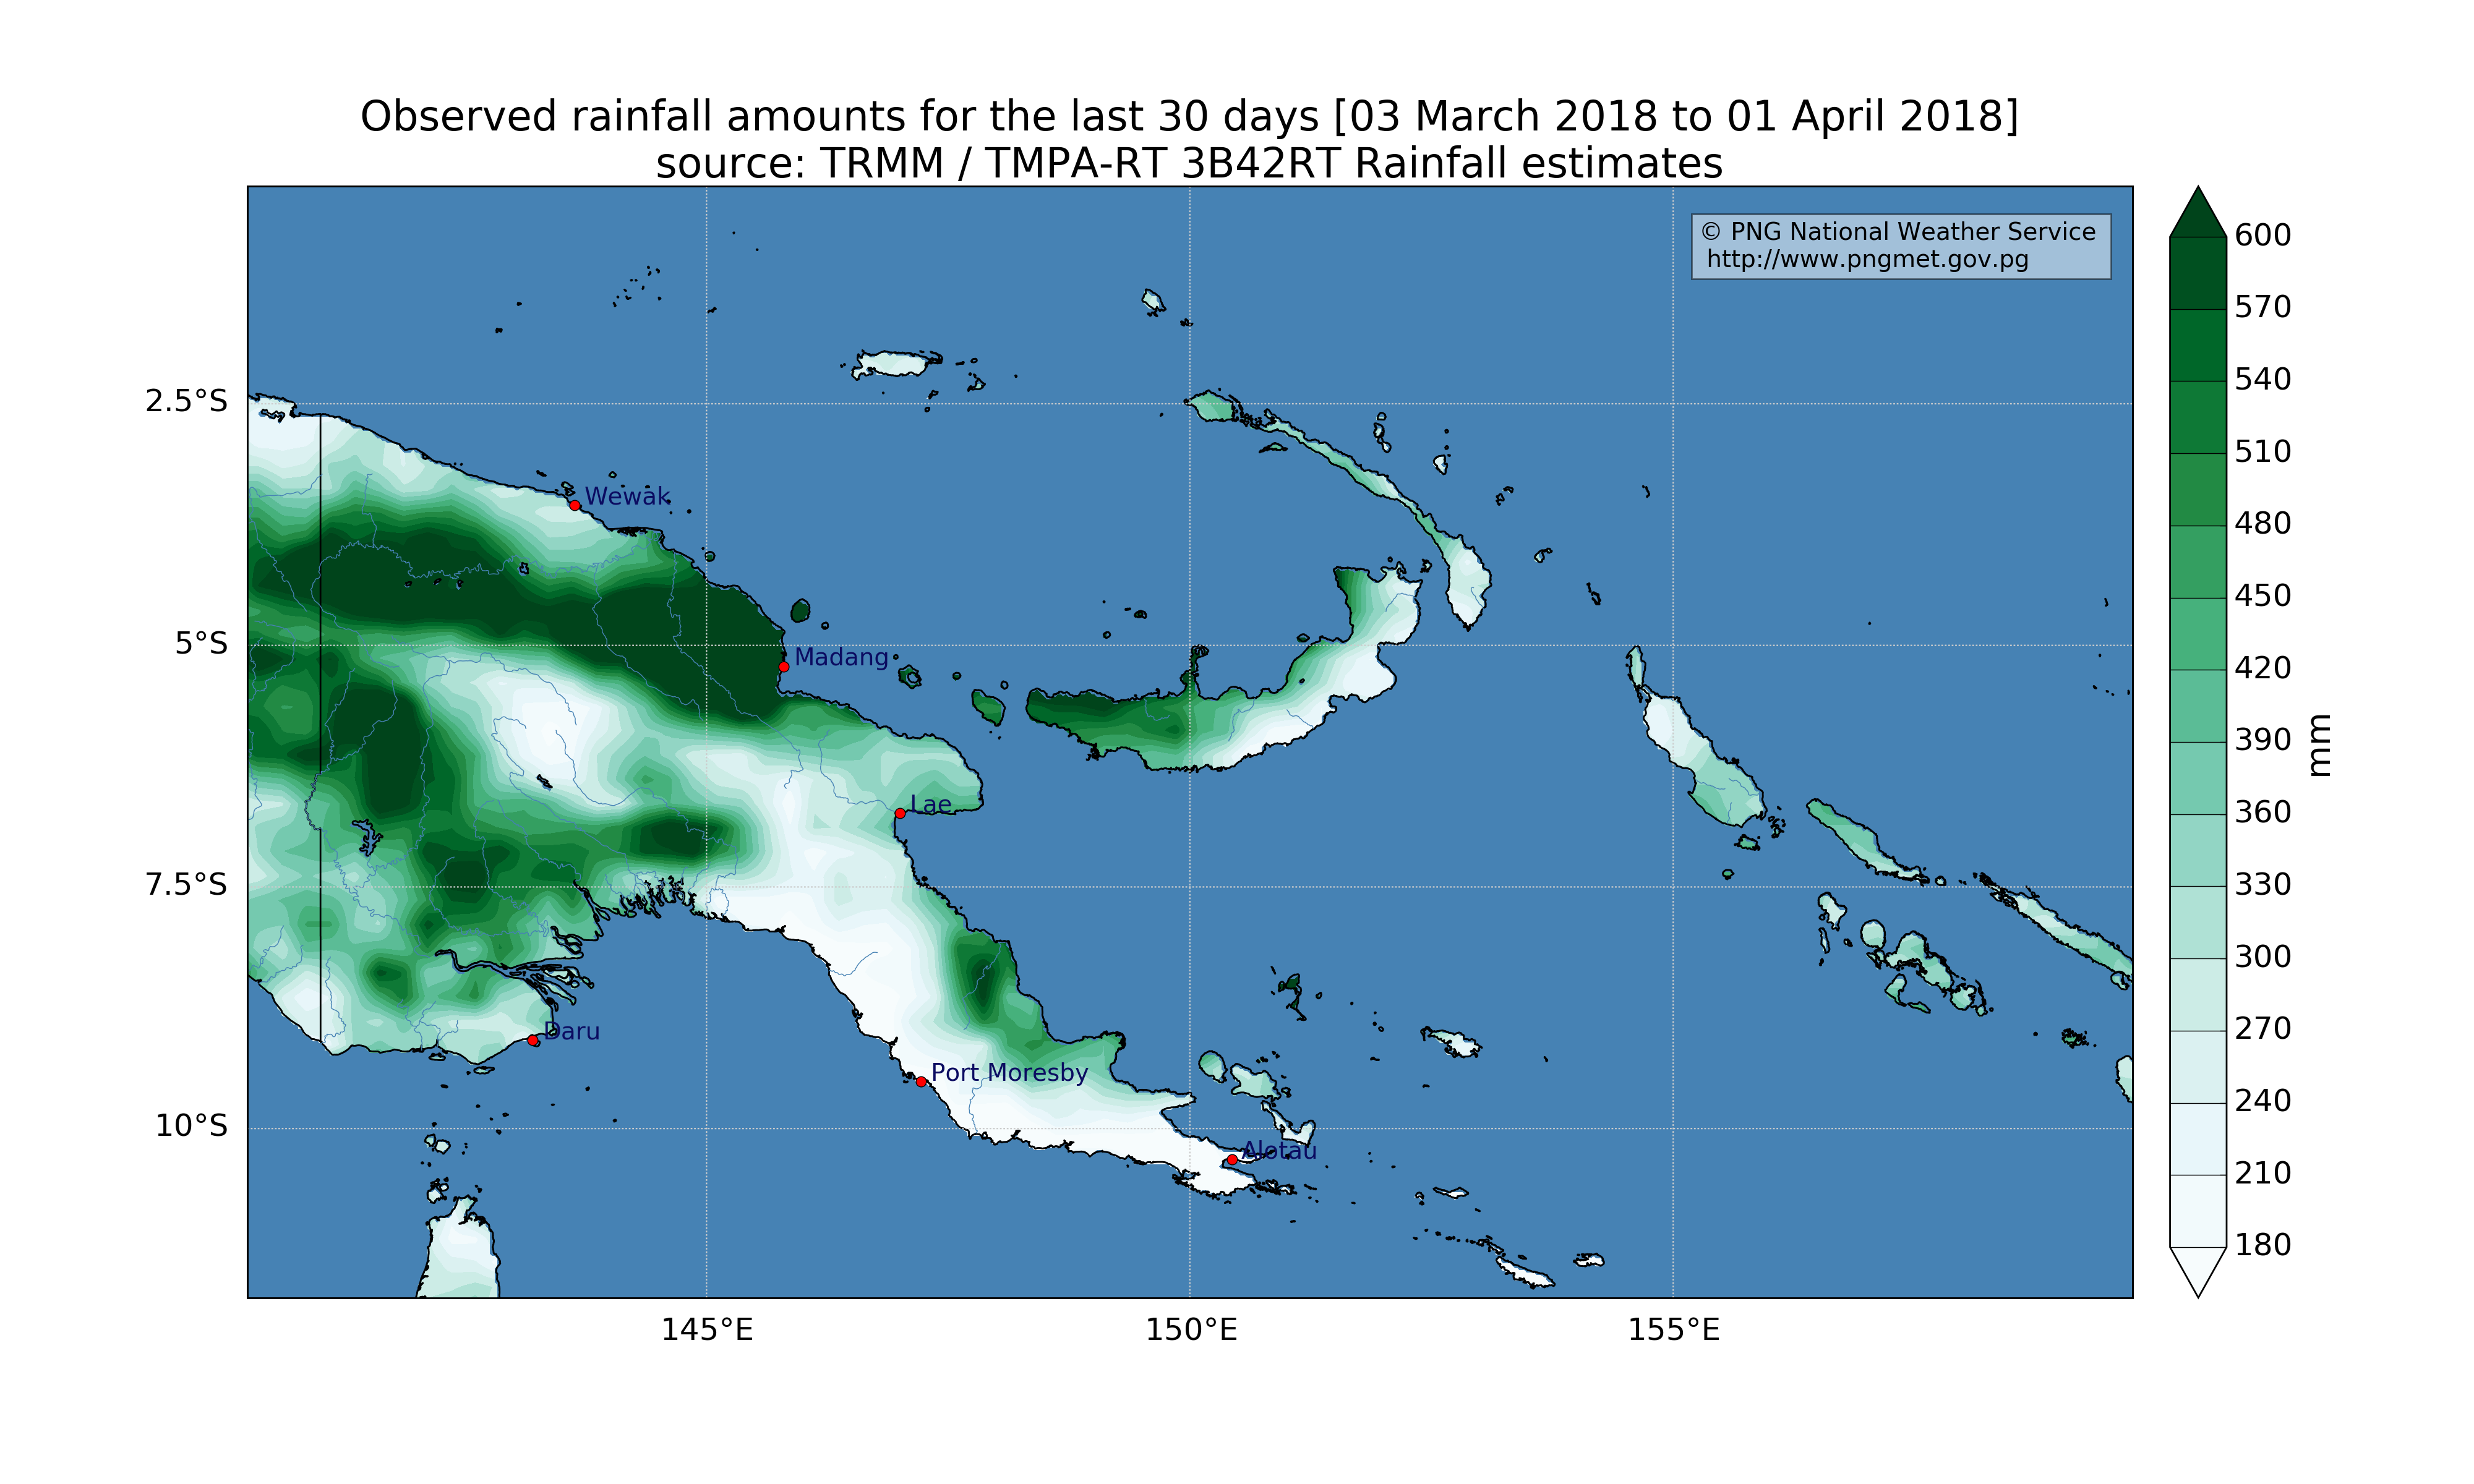 Observed rainfall amounts for the last 30 days [03 March 2018 to 01 April 2018]
source: TRMM / TMPA-RT 3B42RT Rainfall estimates
© PNG National Weather Service
http://www.pngmet.gov.pg
600
570
540
510
480
450
420
390
360
330
300
270
240
210
180
mm
2.5°S
5°S
7.5°S
10°S
Wewak
Madang
Lae
Daru
Port Moresby
Alotau
145°E
150°E
155°E